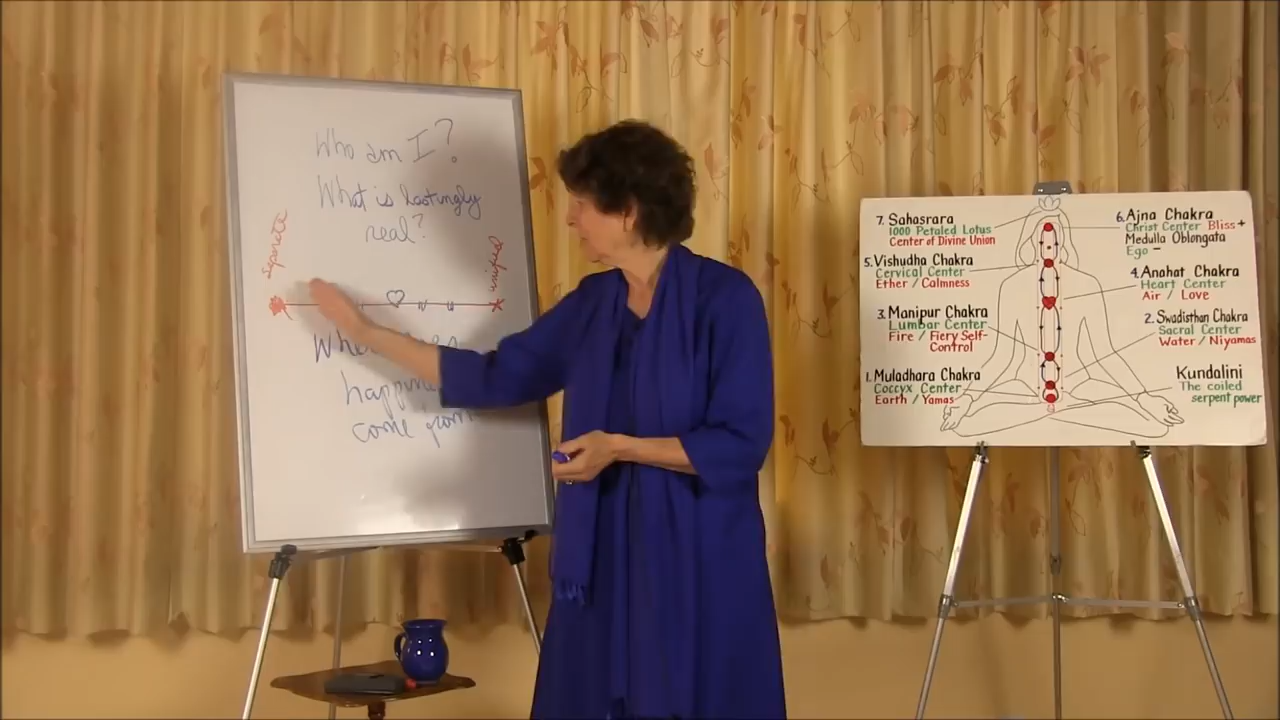 Who am I?
What is lastingly
real?
separate
unified
happin
come from
7. Sahasrara
1000 Petaled Lotus
Center of Divine Union
6. Ajna Chakra
Christ Center Bliss +
Medulla Oblongata
Ego -
5. Vishudha Chakra
Cervical Center
Ether / Calmness
4. Anahat Chakra
Heart Center
Air / Love
3. Manipur Chakra
Lumbar Center
Fire / Fiery Self-
Control
2. Swadisthan Chakra
Sacral Center
Water / Niyamas
1. Muladhara Chakra
Coccyx Center
Earth / Yamas
Kundalini
The coiled
serpent power